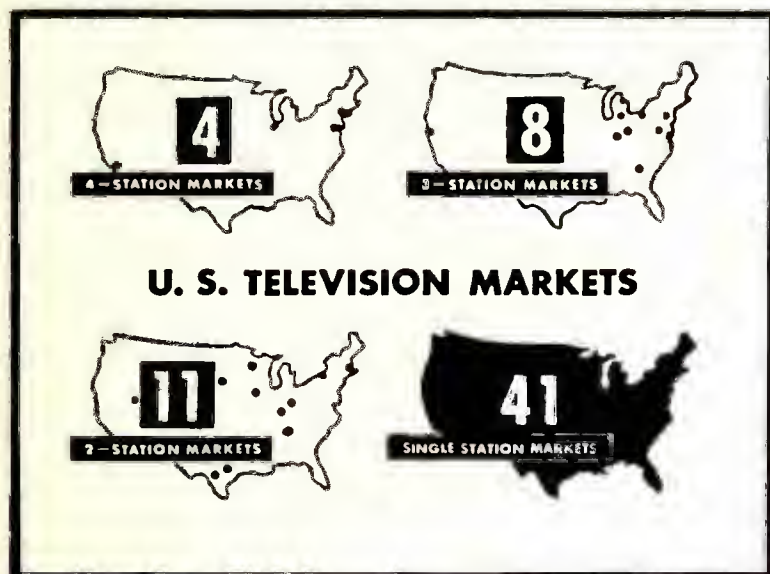 4
4-STATION MARKETS
8
3-STATION MARKETS
U. S. TELEVISION MARKETS
11
2-STATION MARKETS
41
SINGLE STATION MARKETS